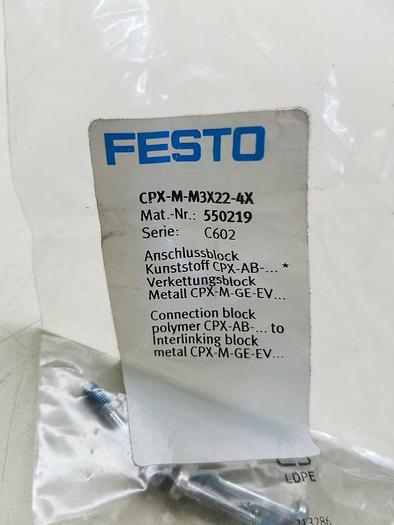 FESTO
CPX-M-M3X22-4X
Mat.-Nr.: 550219
Serie: C602
Anschlussblock
Kunststoff CPX-AB-... *
Verkettungsblock
Metall CPX-M-GE-EV...
Connection block
polymer CPX-AB-... to
Interlinking block
metal CPX-M-GE-EV...
LDPE